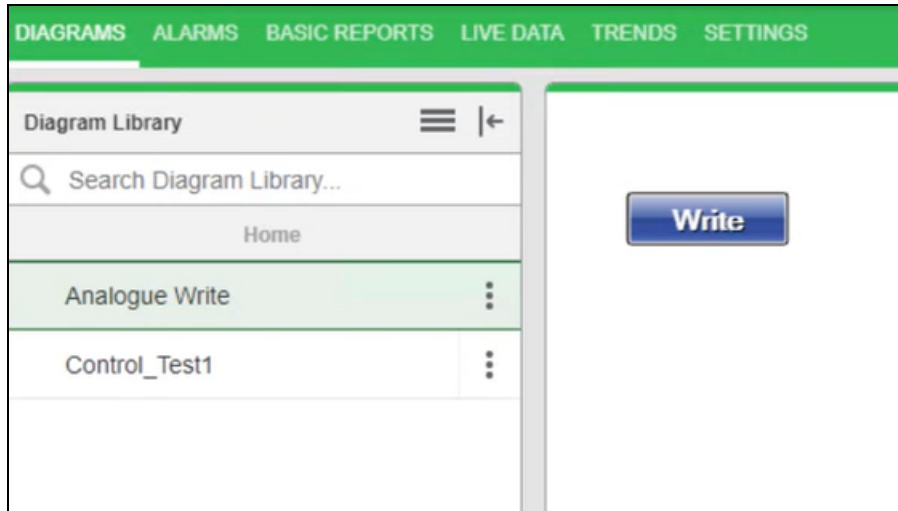 DIAGRAMS ALARMS BASIC REPORTS LIVE DATA TRENDS SETTINGS
Diagram Library
Search Diagram Library...
Home
Analogue Write
Control_Test1
Write